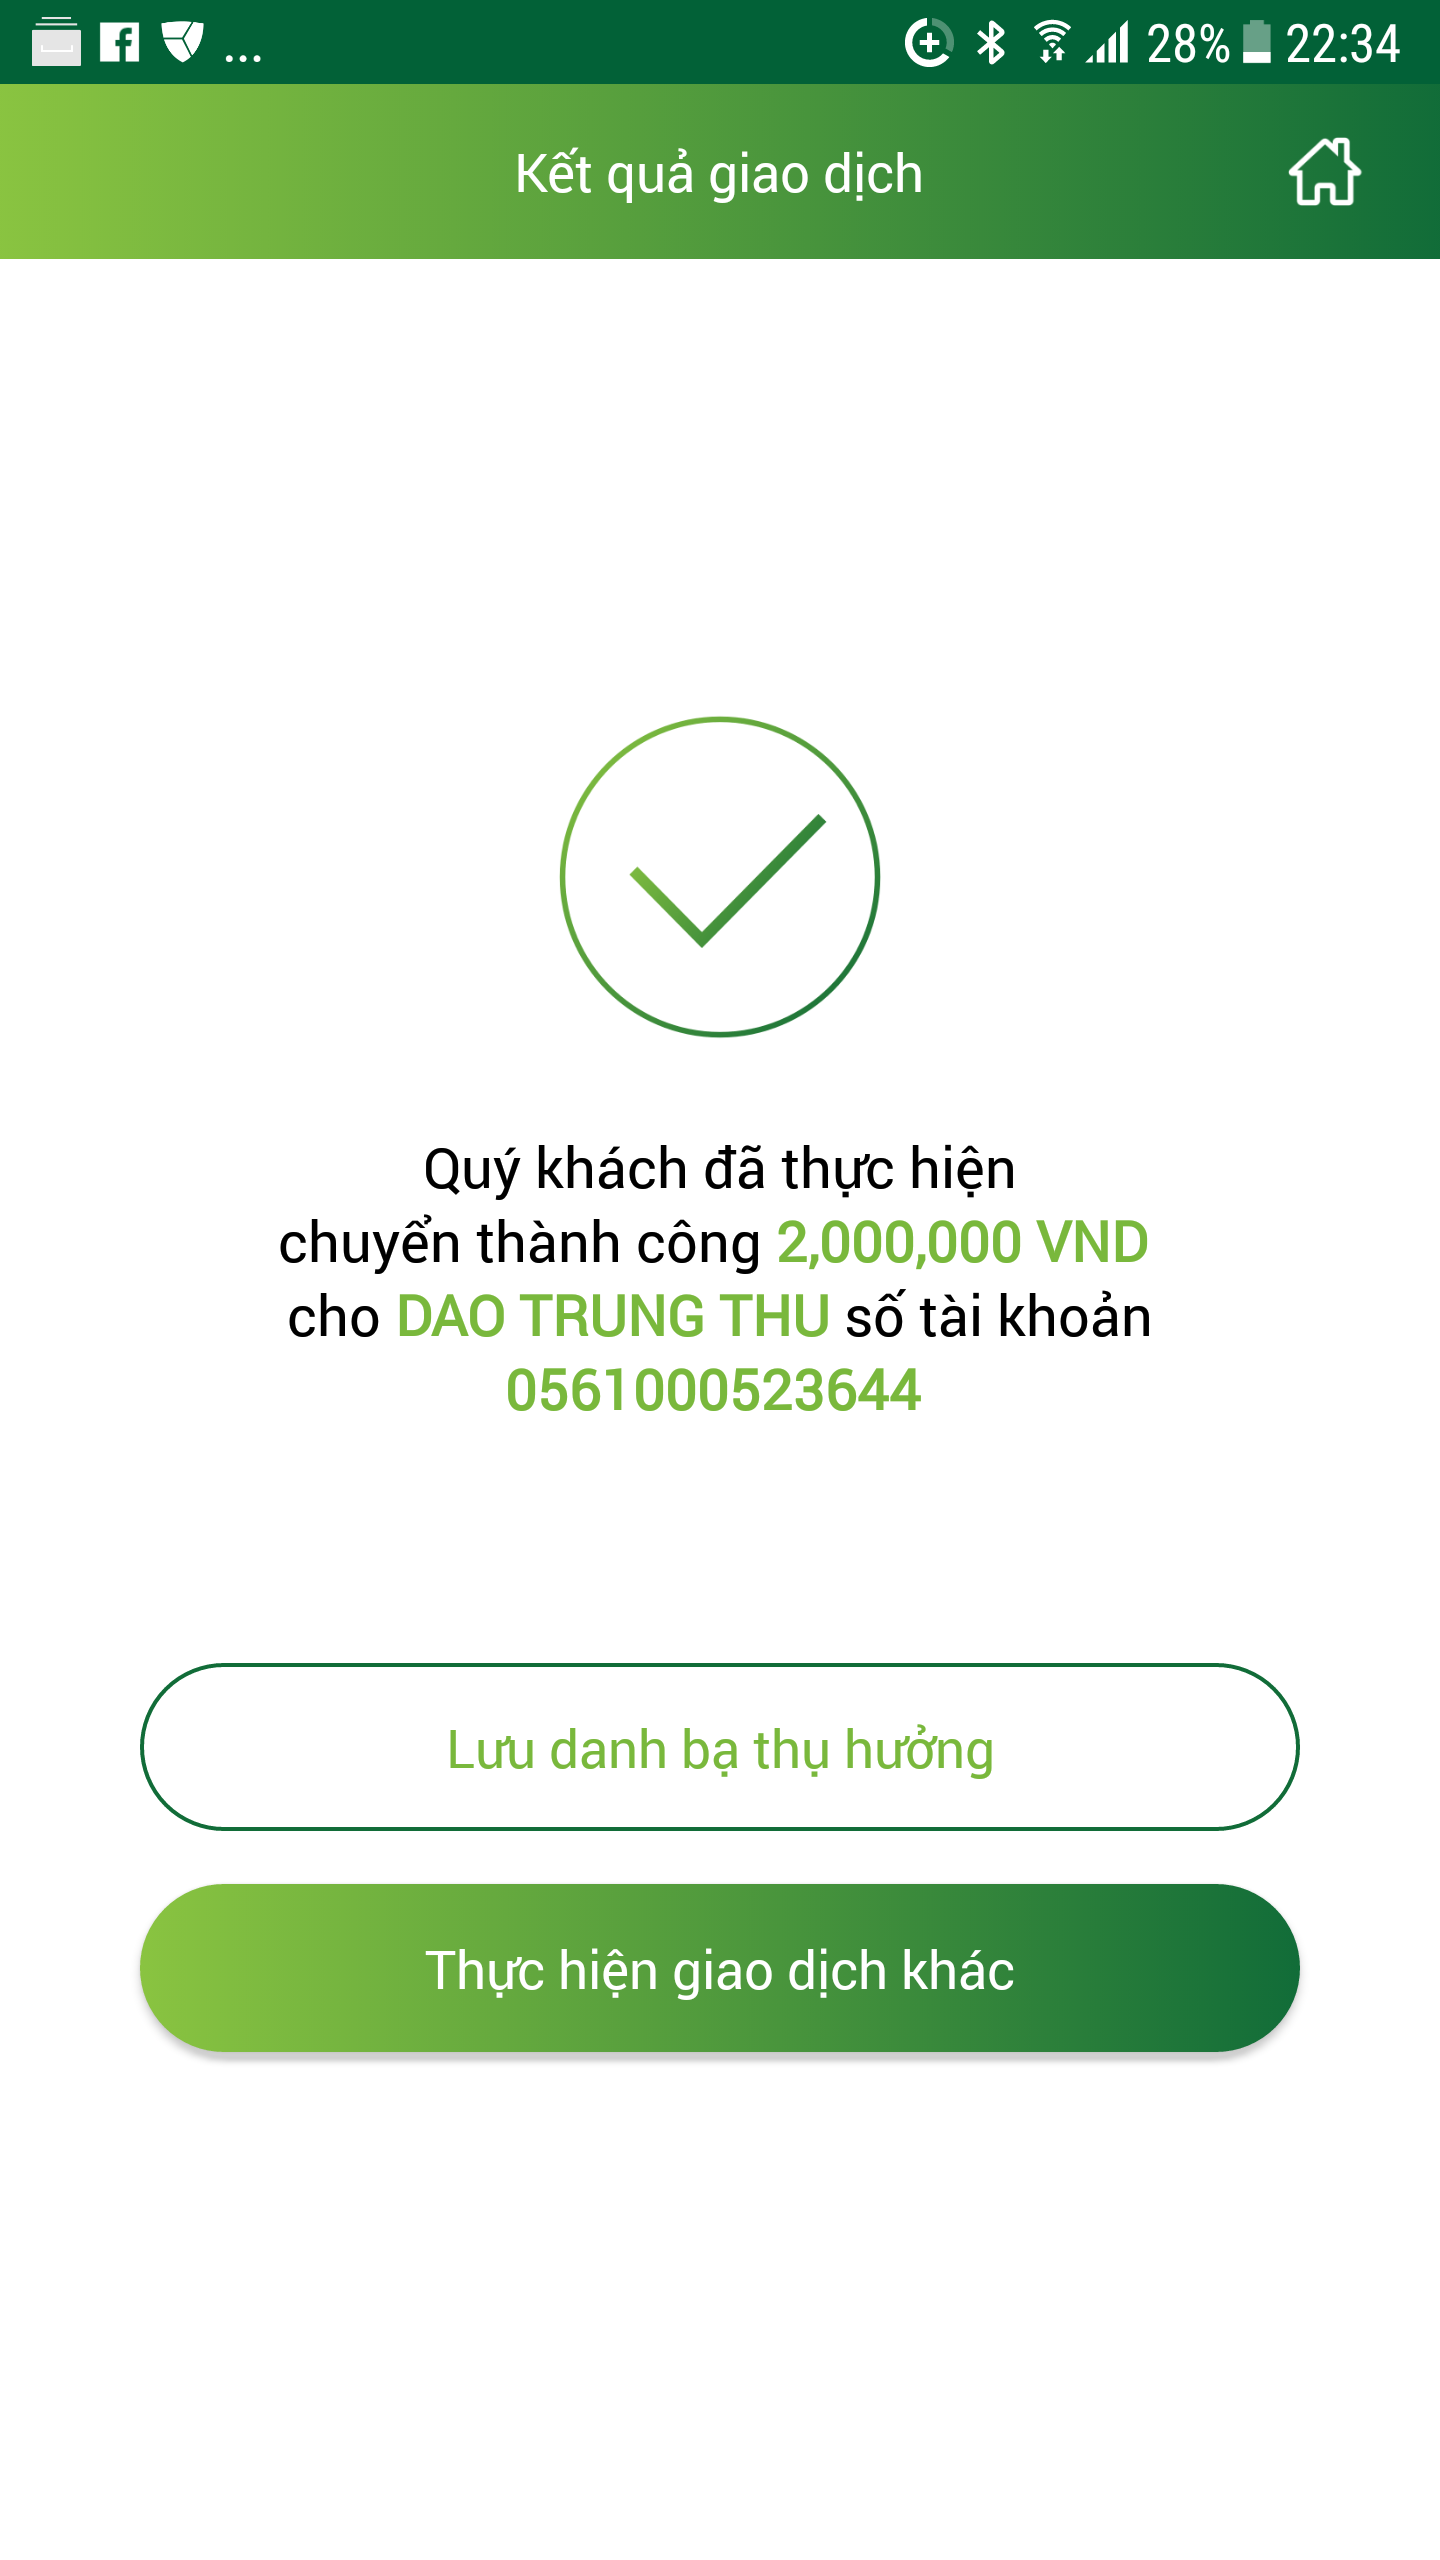 ... 28% 22:34
Kết quả giao dịch
Quý khách đã thực hiện
chuyển thành công 2,000,000 VND
cho DAO TRUNG THU số tài khoản
0561000523644
Lưu danh bạ thụ hưởng
Thực hiện giao dịch khác